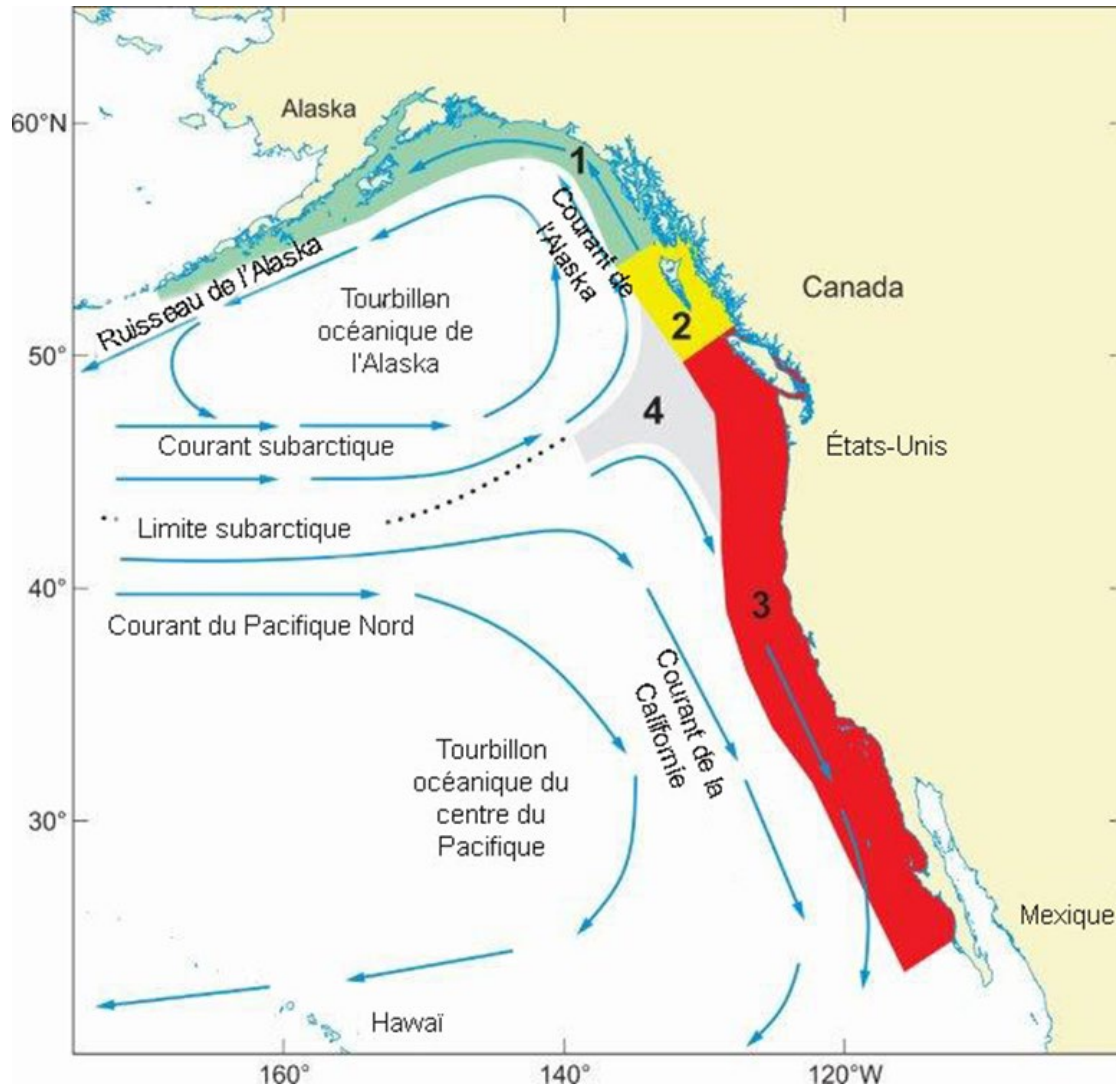 60°N
Alaska
1
Courant de
l'Alaska
Ruisseau de l'Alaska
Tourbillon
océanique de
l'Alaska
Canada
2
50°
4
Courant subarctique
États-Unis
Limite subarctique
40°
3
Courant du Pacifique Nord
Courant de la
Californie
Tourbillon
océanique du
centre du
Pacifique
30°
Mexique
Hawaï
160°
140°
120°W